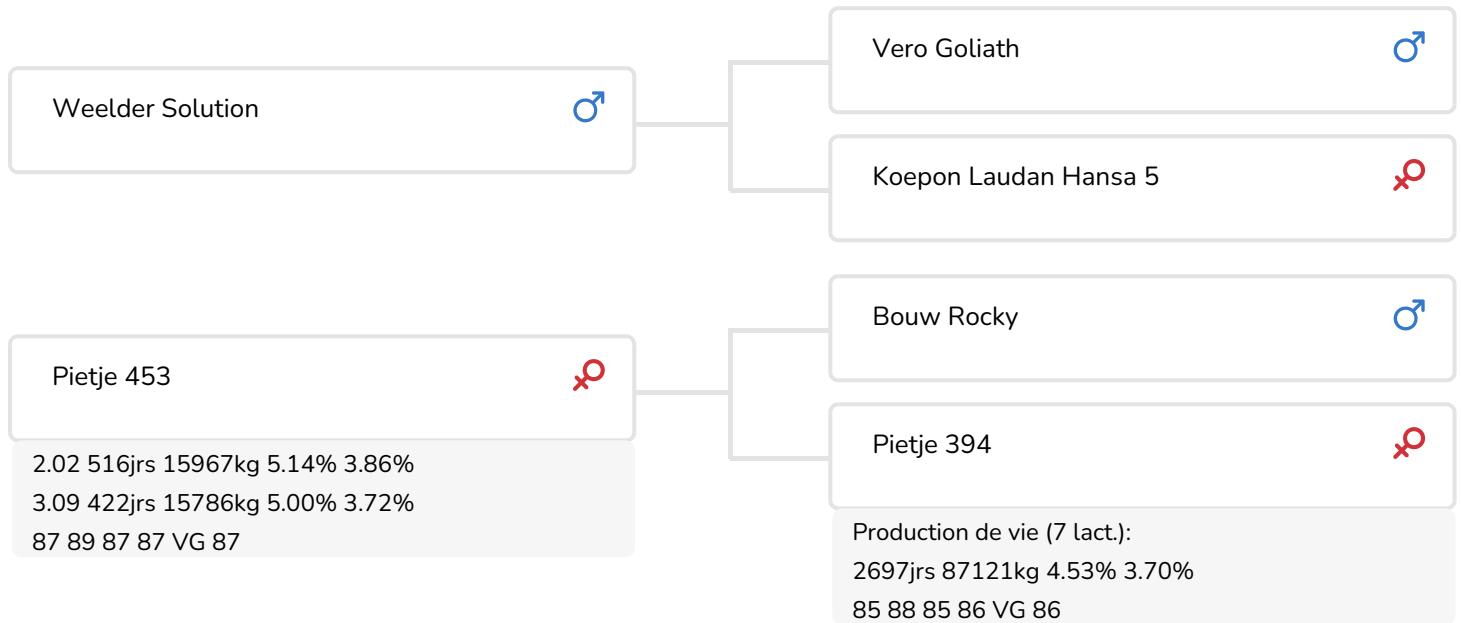 Weelder Solution
Vero Goliath
Koepon Laudan Hansa 5
Pietje 453
2.02 516jrs 15967kg 5.14% 3.86%
3.09 422jrs 15786kg 5.00% 3.72%
87 89 87 87 VG 87
Bouw Rocky
Pietje 394
Production de vie (7 lact.):
2697jrs 87121kg 4.53% 3.70%
85 88 85 86 VG 86